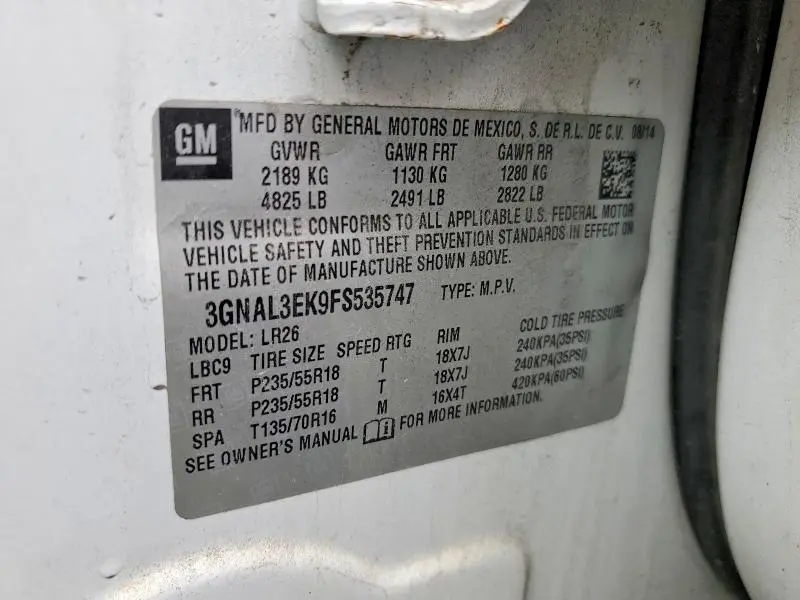 GM
MFD BY GENERAL MOTORS DE MEXICO, S. DE R.L. DE C.V. 08/14
GVWR GAWR FRT GAWR RR
2189 KG 1130 KG 1280 KG
4825 LB 2491 LB 2822 LB
THIS VEHICLE CONFORMS TO ALL APPLICABLE U.S. FEDERAL MOTOR
VEHICLE SAFETY AND THEFT PREVENTION STANDARDS IN EFFECT ON
THE DATE OF MANUFACTURE SHOWN ABOVE.
3GNAL3EK9FS535747 TYPE: M.P.V.
MODEL: LR26
LBC9 TIRE SIZE SPEED RTG RIM COLD TIRE PRESSURE
FRT P235/55R18 T 18X7J 240KPA(35PSI)
RR P235/55R18 T 18X7J 240KPA(35PSI)
SPA T135/70R16 M 16X4T 420KPA(60PSI)
SEE OWNER'S MANUAL FOR MORE INFORMATION.